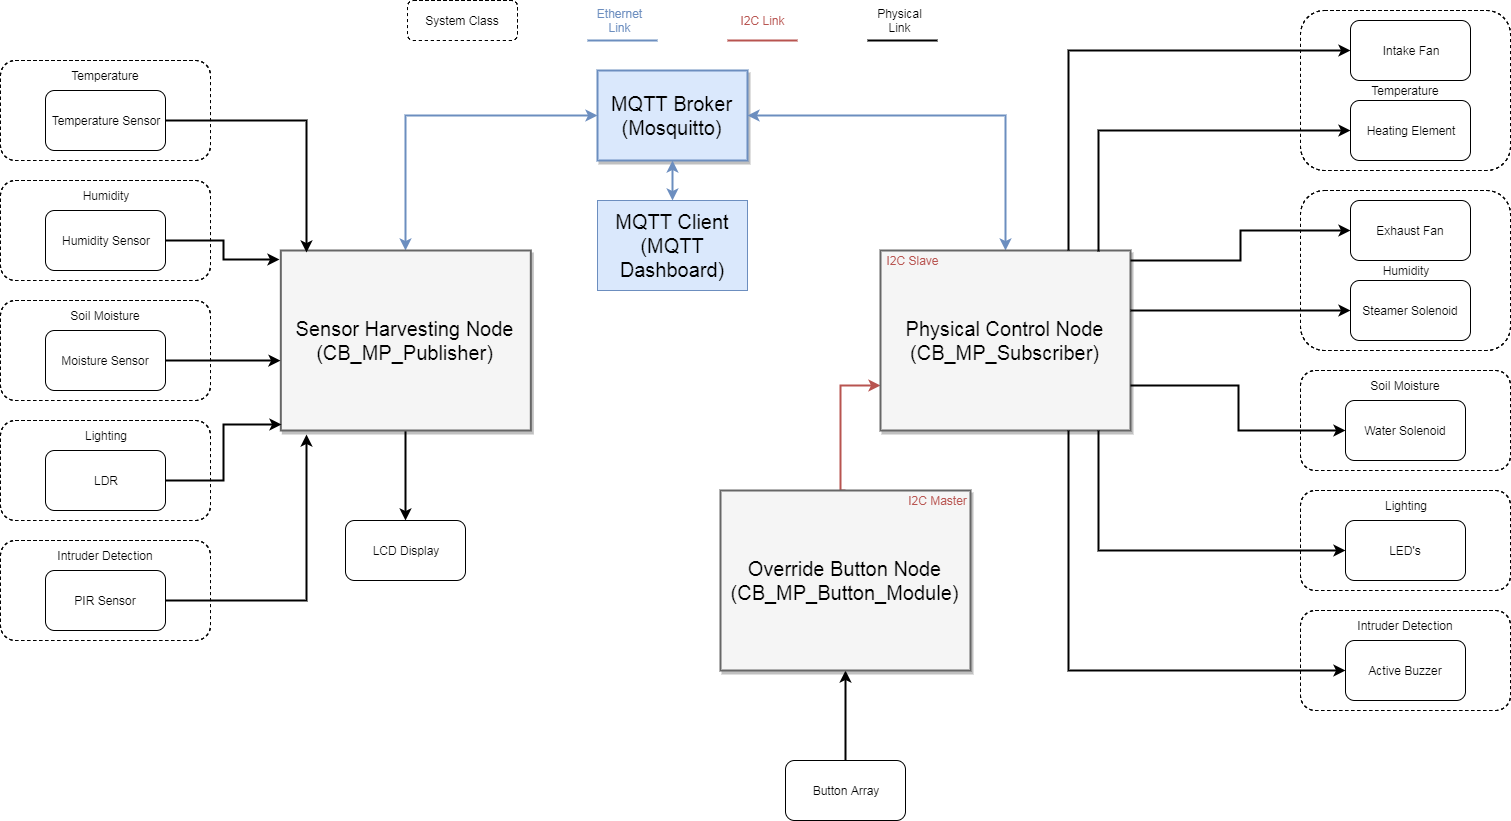 System Class
Ethernet
Link
I2C Link
Physical
Link
Temperature
Temperature Sensor
Humidity
Humidity Sensor
Soil Moisture
Moisture Sensor
Lighting
LDR
Intruder Detection
PIR Sensor
MQTT Broker
(Mosquitto)
MQTT Client
(MQTT
Dashboard)
Sensor Harvesting Node
(CB_MP_Publisher)
LCD Display
I2C Slave
Physical Control Node
(CB_MP_Subscriber)
I2C Master
Override Button Node
(CB_MP_Button_Module)
Button Array
Intake Fan
Temperature
Heating Element
Exhaust Fan
Humidity
Steamer Solenoid
Soil Moisture
Water Solenoid
Lighting
LED's
Intruder Detection
Active Buzzer